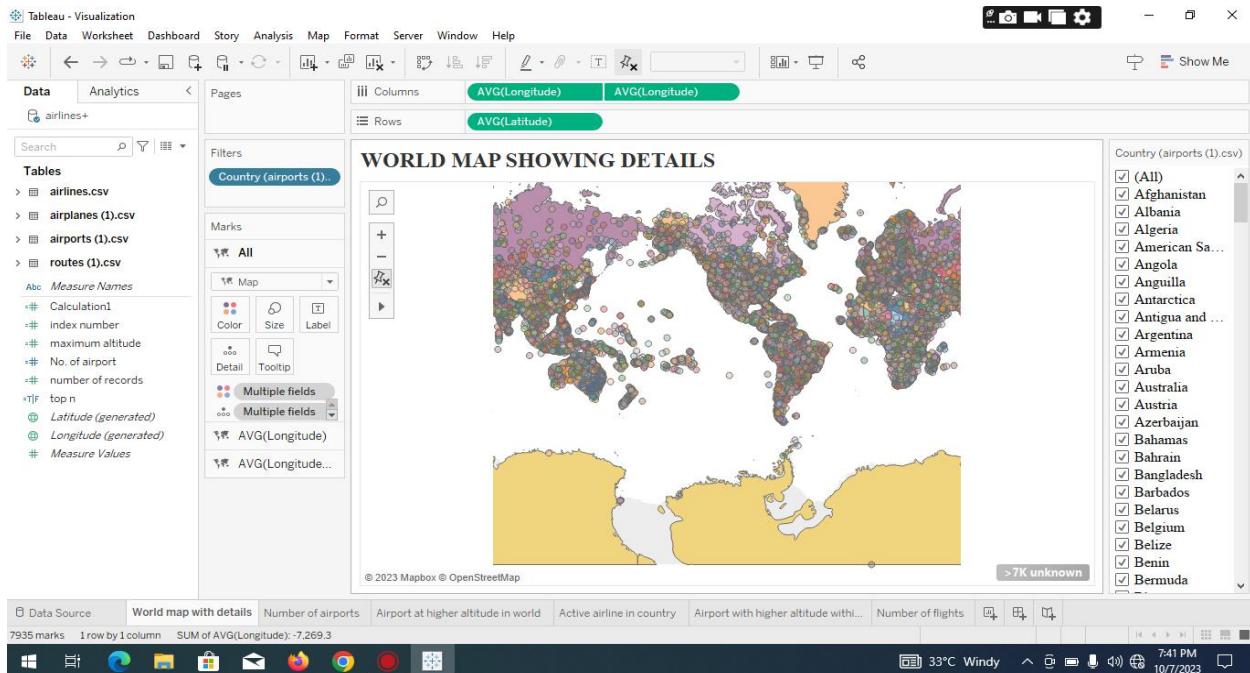 Tableau - Visualization
File Data Worksheet Dashboard Story Analysis Map Format Server Window Help
Show Me
Data Analytics
airlines+
Search
Tables
airlines.csv
airplanes (1).csv
airports (1).csv
routes (1).csv
Abc Measure Names
Calculation1
index number
maximum altitude
No. of airport
number of records
T|F top n
Latitude (generated)
Longitude (generated)
Measure Values
Pages
Filters
Country (airports (1)..
Marks
All
Map
Color Size Label
Detail Tooltip
Multiple fields
Multiple fields
AVG(Longitude)
AVG(Longitude...
Columns AVG(Longitude) AVG(Longitude)
Rows AVG(Latitude)
WORLD MAP SHOWING DETAILS
© 2023 Mapbox © OpenStreetMap
>7K unknown
Country (airports (1).csv)
(All)
Afghanistan
Albania
Algeria
American Sa...
Angola
Anguilla
Antarctica
Antigua and ...
Argentina
Armenia
Aruba
Australia
Austria
Azerbaijan
Bahamas
Bahrain
Bangladesh
Barbados
Belarus
Belgium
Belize
Benin
Bermuda
Data Source World map with details Number of airports Airport at higher altitude in world Active airline in country Airport with higher altitude withi... Number of flights
7935 marks 1 row by 1 column SUM of AVG(Longitude): -7,269.3
33°C Windy
7:41 PM
10/7/2023